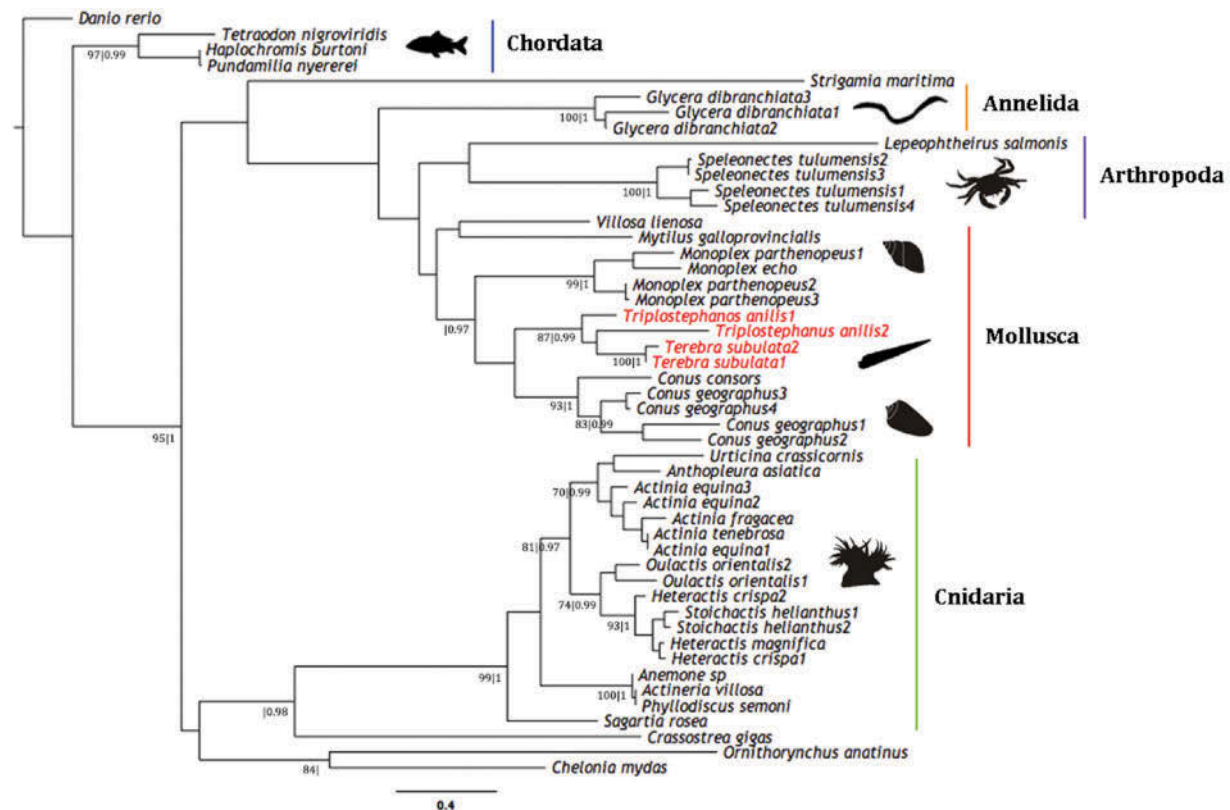 Danio rerio
Tetraodon nigroviridis
Haplochromis burtoni
Pundamilia nyererei
97|0.99
Chordata
Strigamia maritima
Glycera dibranchiata3
Glycera dibranchiata1
Glycera dibranchiata2
100|1
Annelida
Lepeophtheirus salmonis
Speleonectes tulumensis2
Speleonectes tulumensis3
Speleonectes tulumensis1
Speleonectes tulumensis4
100|1
Arthropoda
Villosa lienosa
Mytilus galloprovincialis
Monoplex parthenopeus1
Monoplex echo
Monoplex parthenopeus2
Monoplex parthenopeus3
99|1
|0.97
Triplostephanos anilis1
Triplostephanus anilis2
Terebra subulata2
Terebra subulata1
87|0.99
100|1
Mollusca
Conus consors
Conus geographus3
Conus geographus4
Conus geographus1
Conus geographus2
93|1
83|0.99
95|1
Urticina crassicornis
Anthopleura asiatica
Actinia equina3
Actinia equina2
Actinia fragacea
Actinia tenebrosa
Actinia equina1
70|0.99
81|0.97
Oulactis orientalis2
Oulactis orientalis1
Heteractis crispa2
Stoichactis helianthus1
Stoichactis helianthus2
Heteractis magnifica
Heteractis crispa1
74|0.99
93|1
Cnidaria
Anemone sp
Actineria villosa
Phyllodiscus semoni
99|1
100|1
Sagartia rosea
Crassostrea gigas
|0.98
Ornithorynchus anatinus
Chelonia mydas
84|
0.4